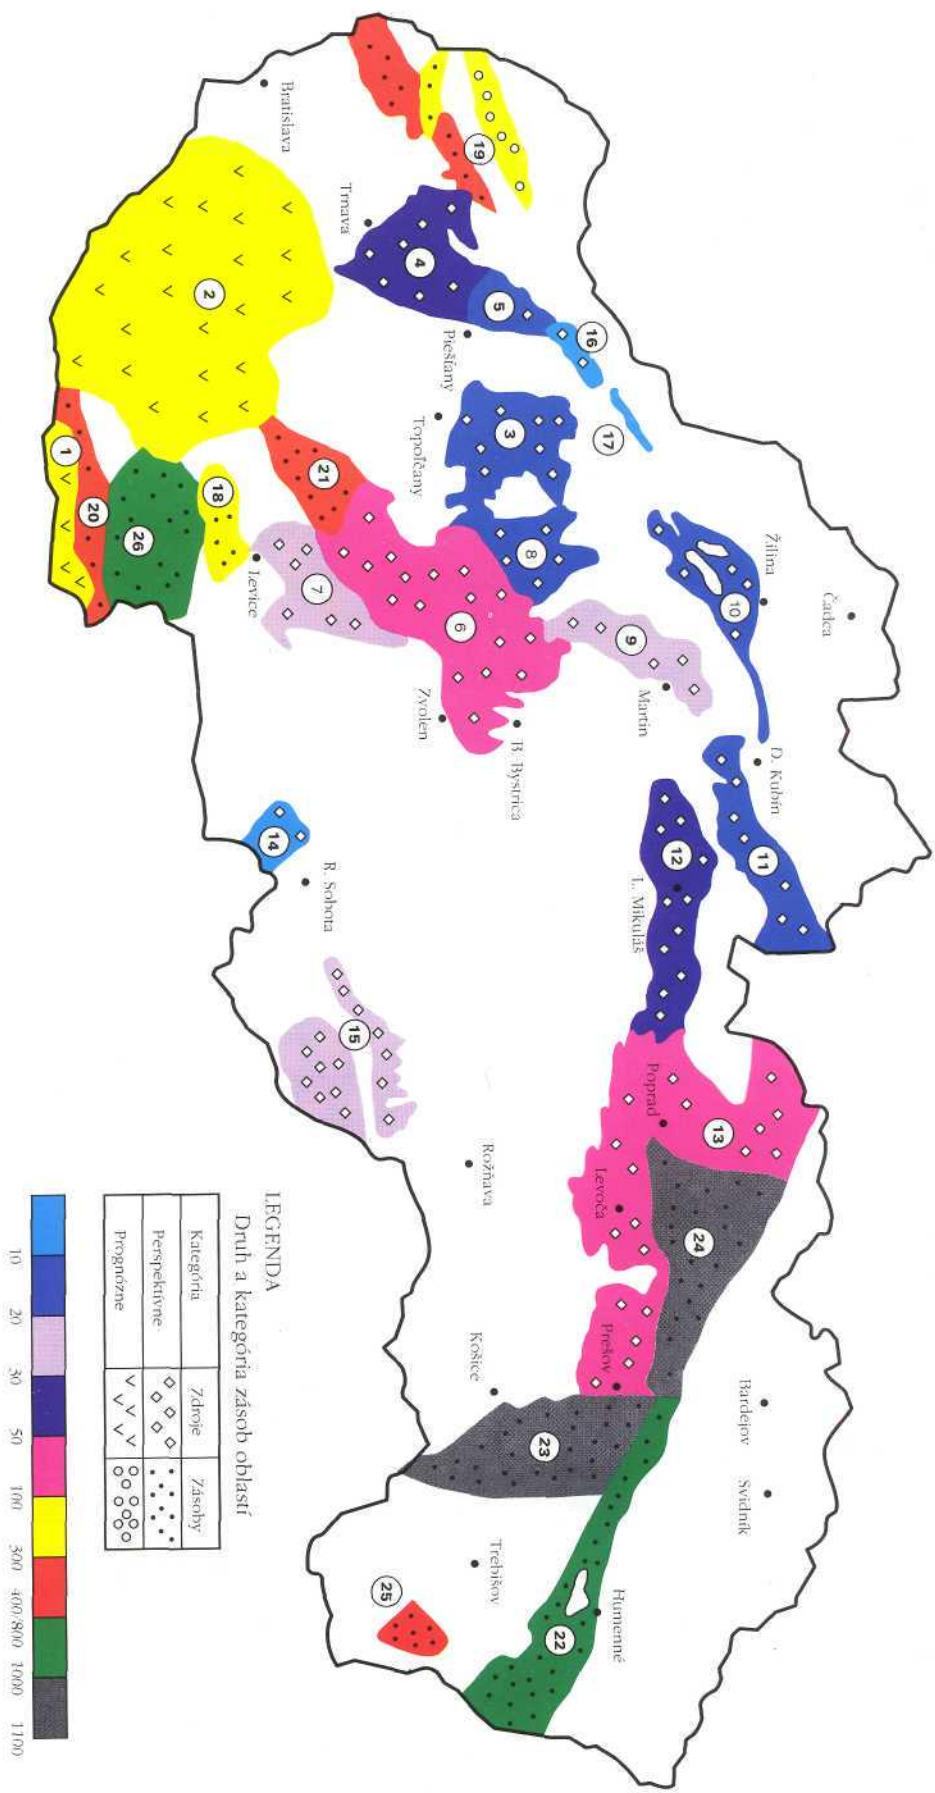 Čadca
Žilina
D. Kubín
Bardejov
Svidník
Martin
L. Mikuláš
Poprad
Levoča
Prešov
Humenné
B. Bystrica
Zvolen
Piešťany
Topoľčany
Rožňava
Košice
Trebišov
Trnava
Bratislava
Levice
R. Sobota
1
2
3
4
5
6
7
8
9
10
11
12
13
14
15
16
17
18
19
20
21
22
23
24
25
26
LEGENDA
Druh a kategória zásob oblastí
Kategória Zdroje Zásoby
Perspektívne
Prognózne
10 20 30 50 100 300 400/800 1000 1100